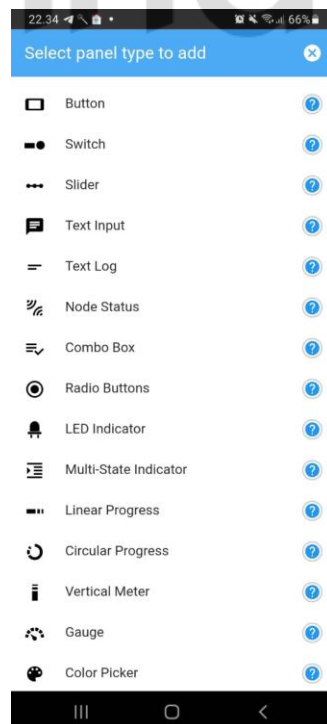 22.34 66%
Select panel type to add
Button
Switch
Slider
Text Input
Text Log
Node Status
Combo Box
Radio Buttons
LED Indicator
Multi-State Indicator
Linear Progress
Circular Progress
Vertical Meter
Gauge
Color Picker